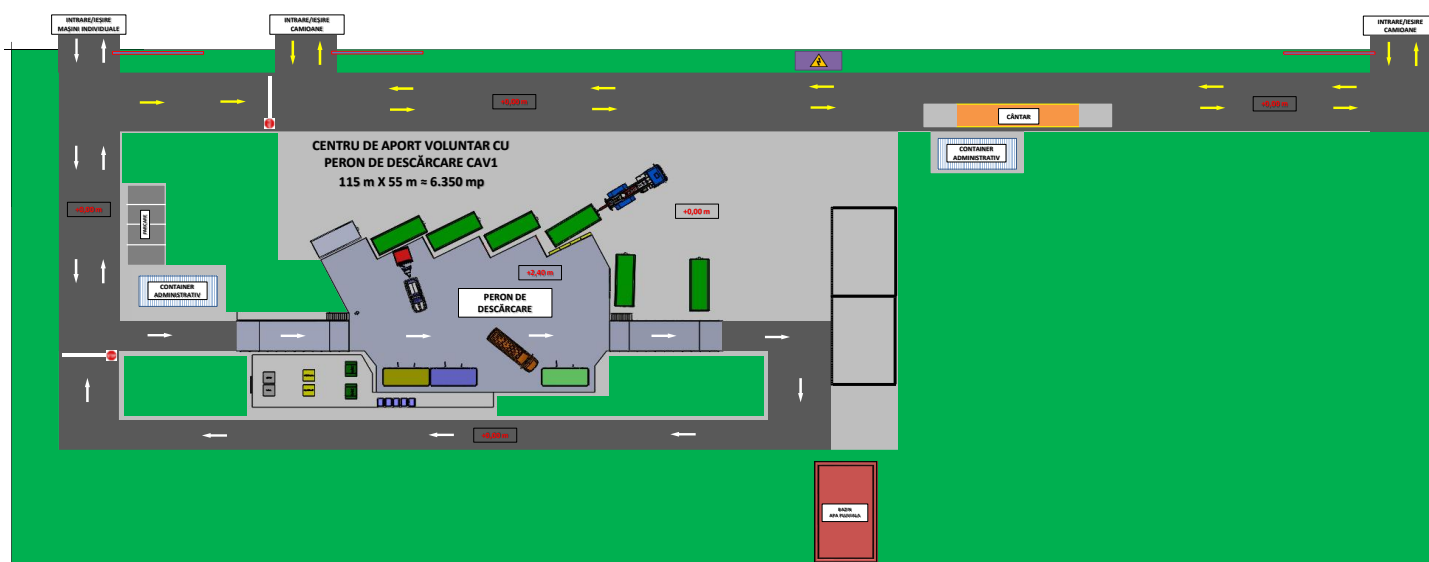 INTRARE/IEȘIRE
MAȘINI INDIVIDUALE
INTRARE/IEȘIRE
CAMIOANE
INTRARE/IESIRE
CAMIOANE
+0,00 m
+0,00 m
CÂNTAR
CENTRU DE APORT VOLUNTAR CU
PERON DE DESCĂRCARE CAV1
115 m X 55 m ≈ 6.350 mp
CONTAINER
ADMINISTRATIV
+0,00 m
PARCARE
+0,00 m
+2,40 m
CONTAINER
ADMINISTRATIV
PERON DE
DESCĂRCARE
+0,00 m
BAZIN
APA PLUVIALA